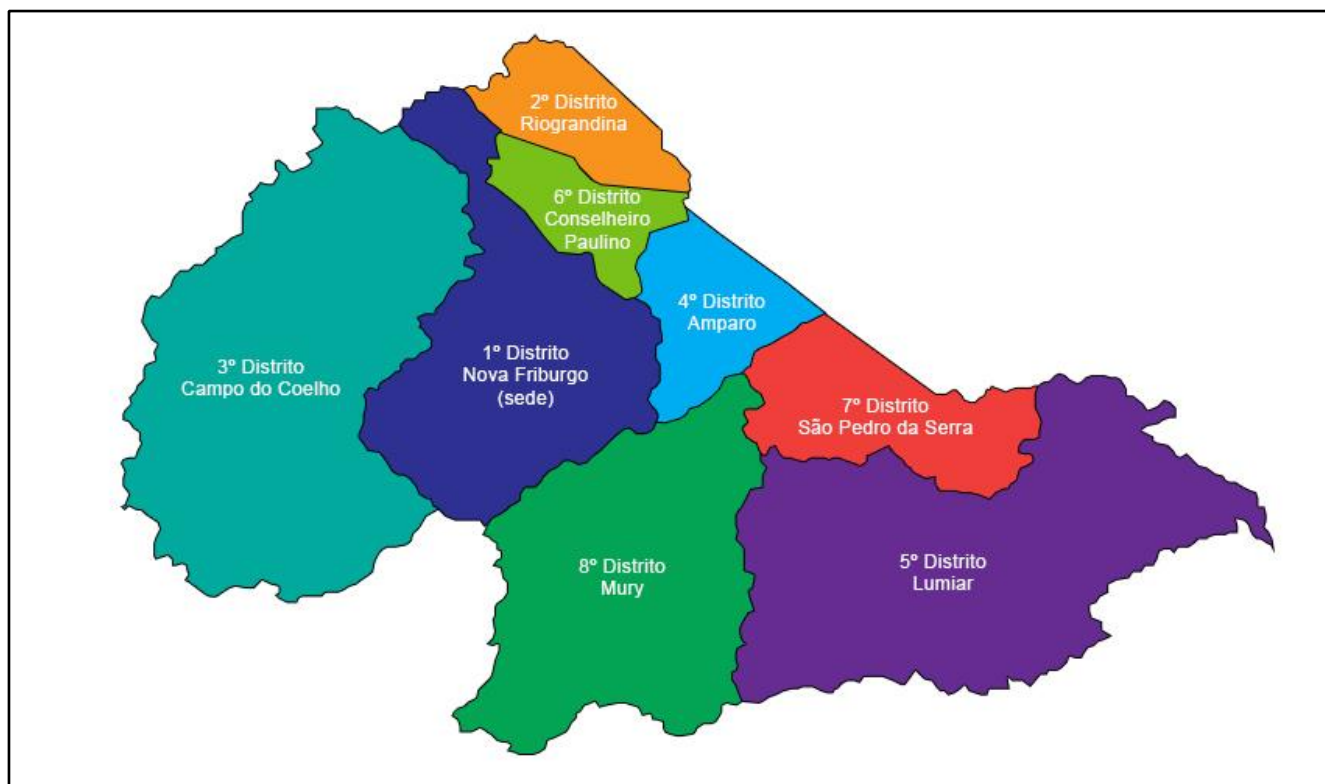 2º Distrito
Riograndina
6º Distrito
Conselheiro
Paulino
4º Distrito
Amparo
3º Distrito
Campo do Coelho
1º Distrito
Nova Friburgo
(sede)
7º Distrito
São Pedro da Serra
8º Distrito
Mury
5º Distrito
Lumiar